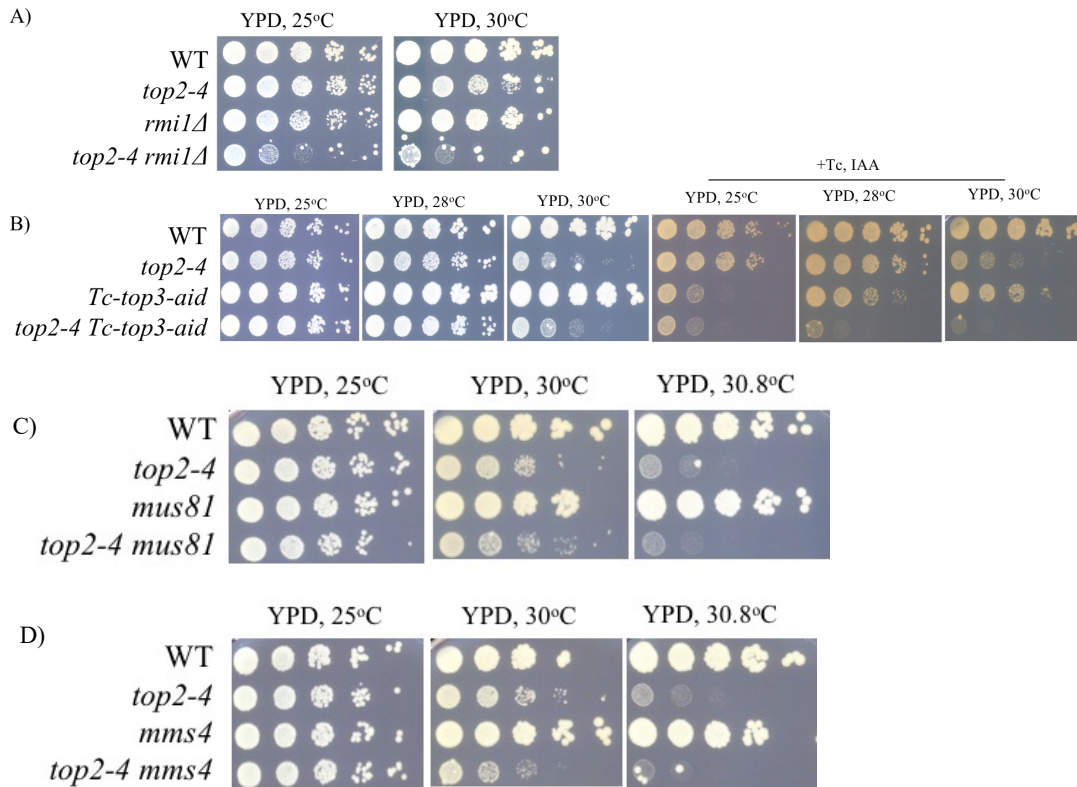 A)
YPD, 25°C YPD, 30°C
WT
top2-4
rmi1Δ
top2-4 rmi1Δ
+Tc, IAA
YPD, 25°C YPD, 28°C YPD, 30°C YPD, 25°C YPD, 28°C YPD, 30°C
B)
WT
top2-4
Tc-top3-aid
top2-4 Tc-top3-aid
YPD, 25°C YPD, 30°C YPD, 30.8°C
C)
WT
top2-4
mus81
top2-4 mus81
YPD, 25°C YPD, 30°C YPD, 30.8°C
D)
WT
top2-4
mms4
top2-4 mms4